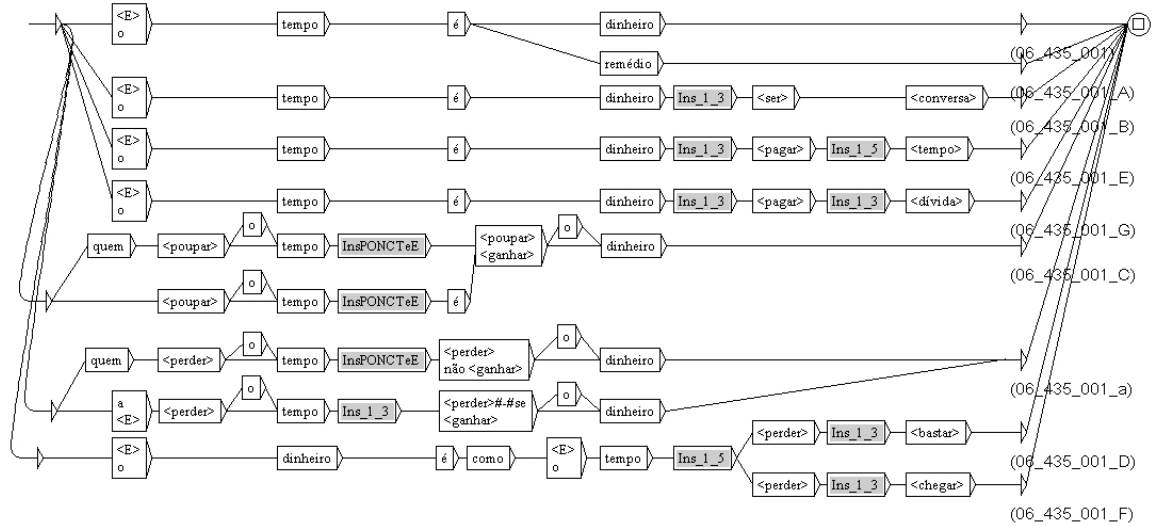 <E> o tempo é dinheiro
remédio
(06_435_001)
<E> o tempo é dinheiro Ins_1_3 <ser> <conversa>
(06_435_001_A)
(06_435_001_B)
<E> o tempo é dinheiro Ins_1_3 <pagar> Ins_1_5 <tempo>
(06_435_001_E)
<E> o tempo é dinheiro Ins_1_3 <pagar> Ins_1_3 <dívida>
(06_435_001_G)
quem <poupar> o tempo InsPONCTeE <poupar> <ganhar> o dinheiro
(06_435_001_C)
<poupar> o tempo InsPONCTeE é
quem <perder> o tempo InsPONCTeE <perder> não <ganhar> o dinheiro
(06_435_001_a)
a <E> <perder> o tempo Ins_1_3 <perder>#-#se <ganhar> o dinheiro
<E> o dinheiro é como <E> o tempo Ins_1_5 <perder> Ins_1_3 <bastar>
(06_435_001_D)
<perder> Ins_1_3 <chegar>
(06_435_001_F)